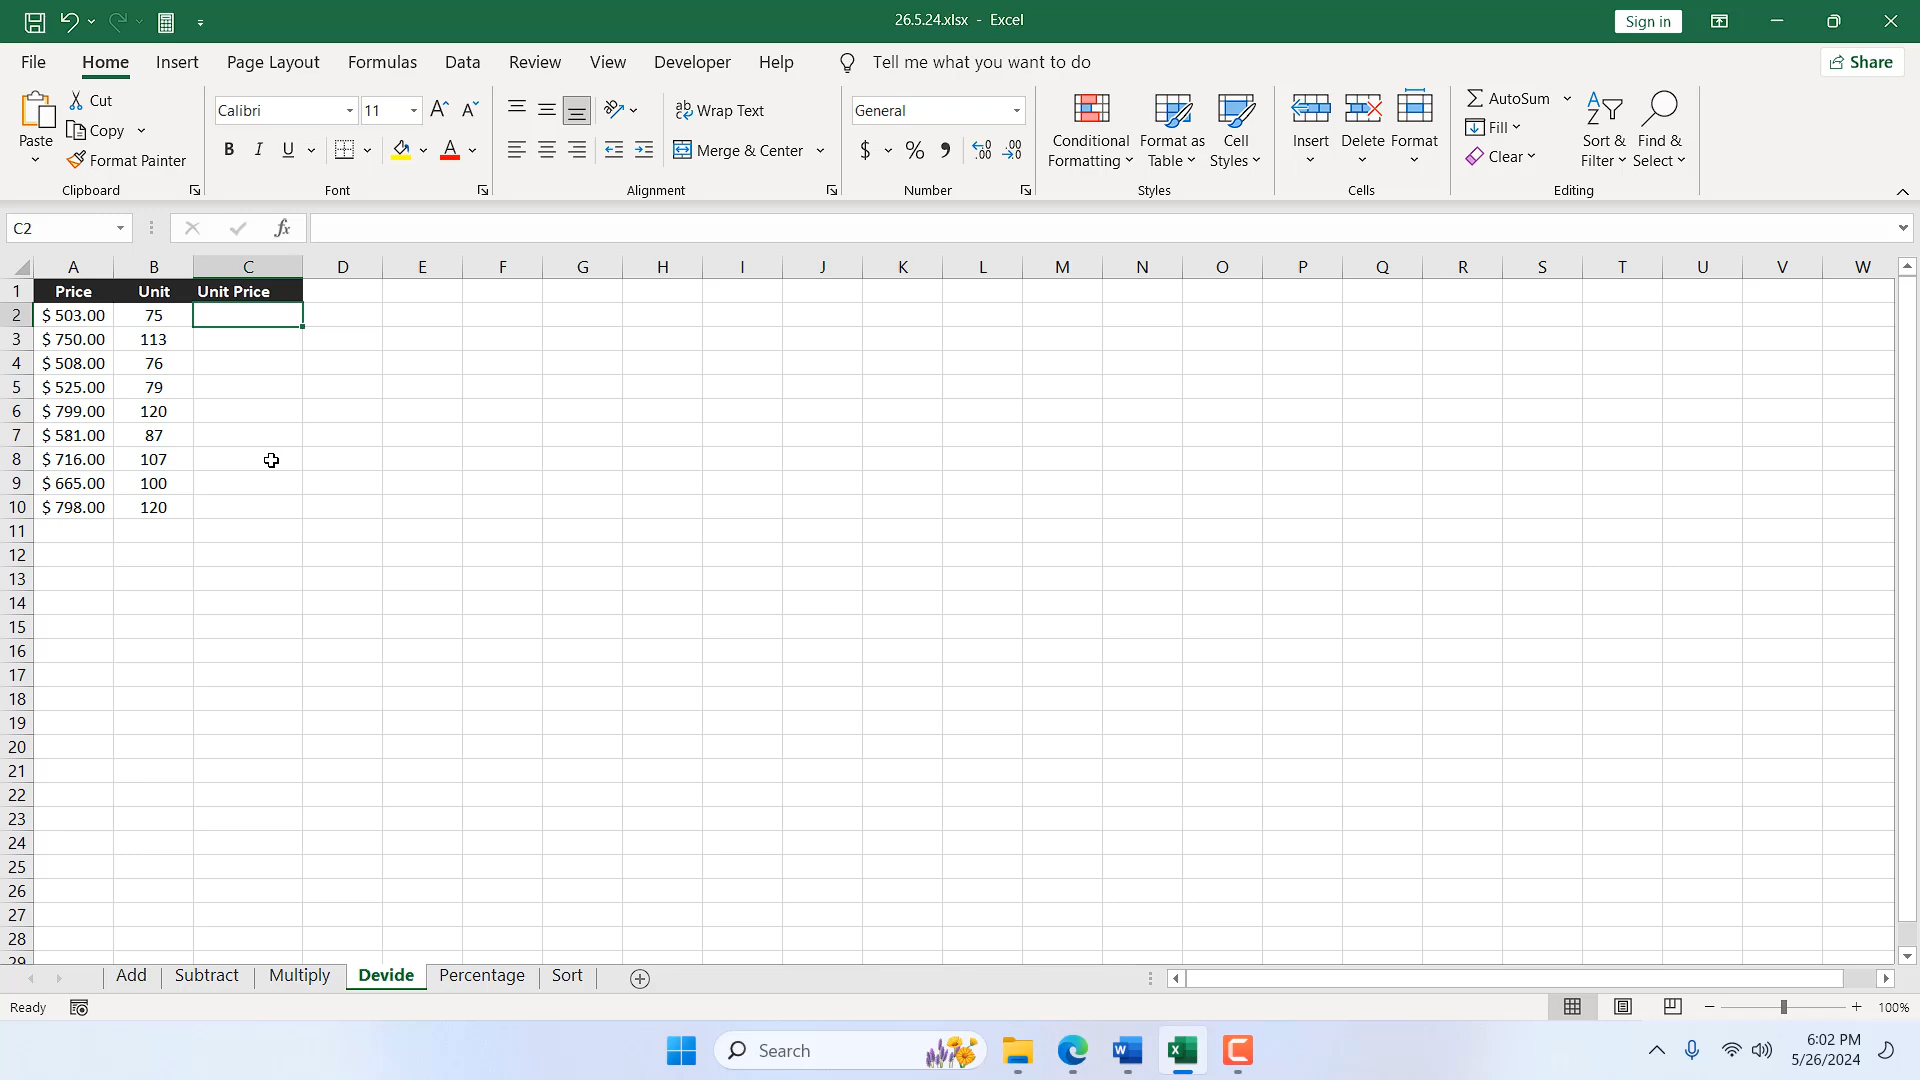 26.5.24.xlsx - Excel
Sign in
File Home Insert Page Layout Formulas Data Review View Developer Help Tell me what you want to do Share
Paste
Cut
Copy
Format Painter
Clipboard
Calibri 11
B I U A
Font
Wrap Text
Merge & Center
Alignment
General
$ % ,
Number
Conditional Formatting
Format as Table
Cell Styles
Styles
Insert Delete Format
Cells
AutoSum
Fill
Clear
Sort & Filter
Find & Select
Editing
C2 fx
A B C D E F G H I J K L M N O P Q R S T U V W
1 Price Unit Unit Price
2 $ 503.00 75
3 $ 750.00 113
4 $ 508.00 76
5 $ 525.00 79
6 $ 799.00 120
7 $ 581.00 87
8 $ 716.00 107
9 $ 665.00 100
10 $ 798.00 120
11
12
13
14
15
16
17
18
19
20
21
22
23
24
25
26
27
28
29
Add Subtract Multiply Devide Percentage Sort
Ready 100%
Search
6:02 PM
5/26/2024